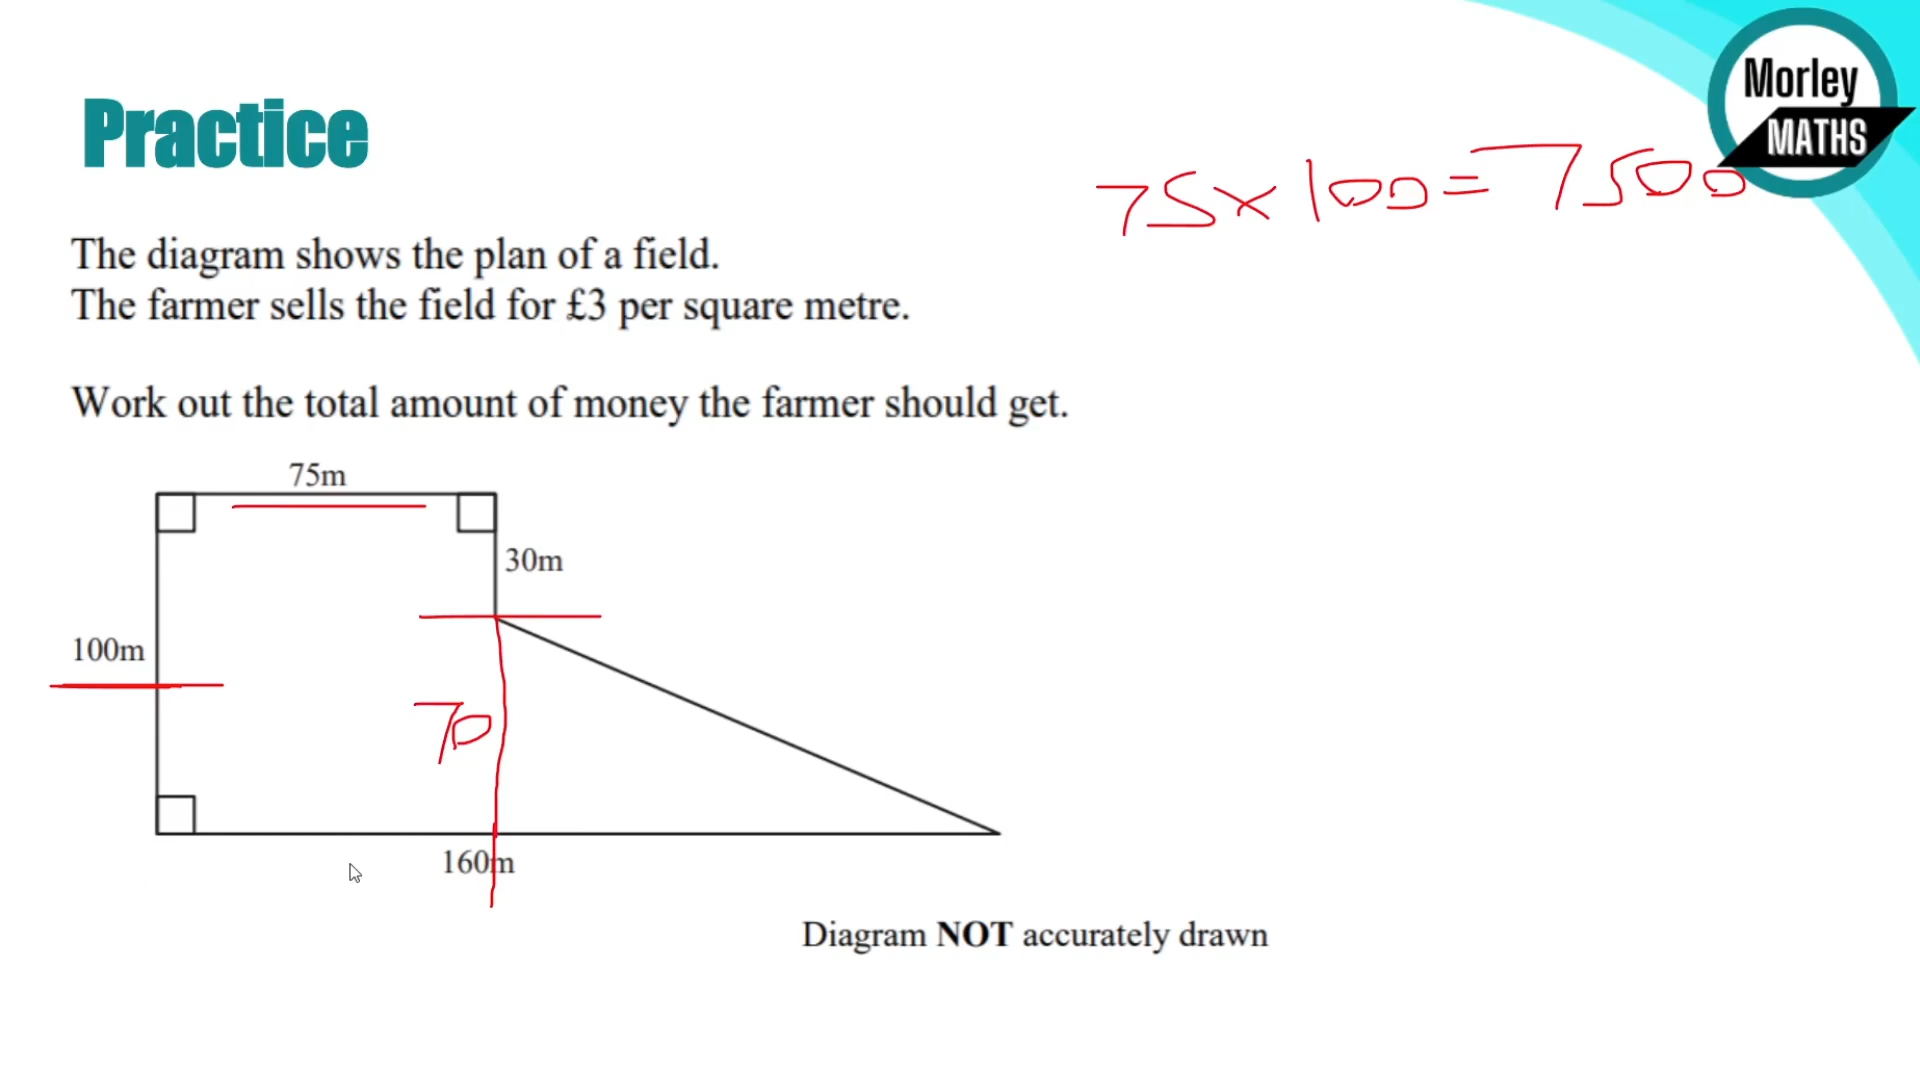 Morley
MATHS
Practice
75 x 100 = 7500
The diagram shows the plan of a field.
The farmer sells the field for £3 per square metre.
Work out the total amount of money the farmer should get.
75m
30m
100m
70
160m
Diagram NOT accurately drawn